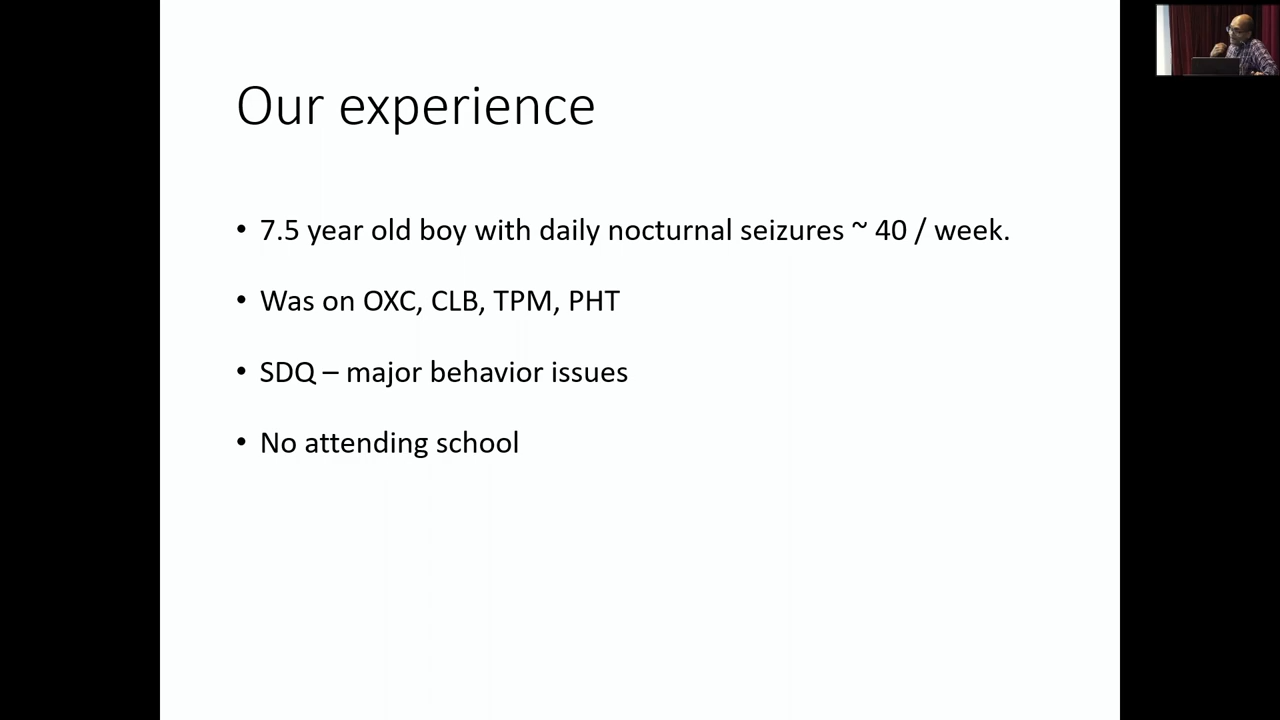 Our experience
• 7.5 year old boy with daily nocturnal seizures ~ 40 / week.
• Was on OXC, CLB, TPM, PHT
• SDQ – major behavior issues
• No attending school